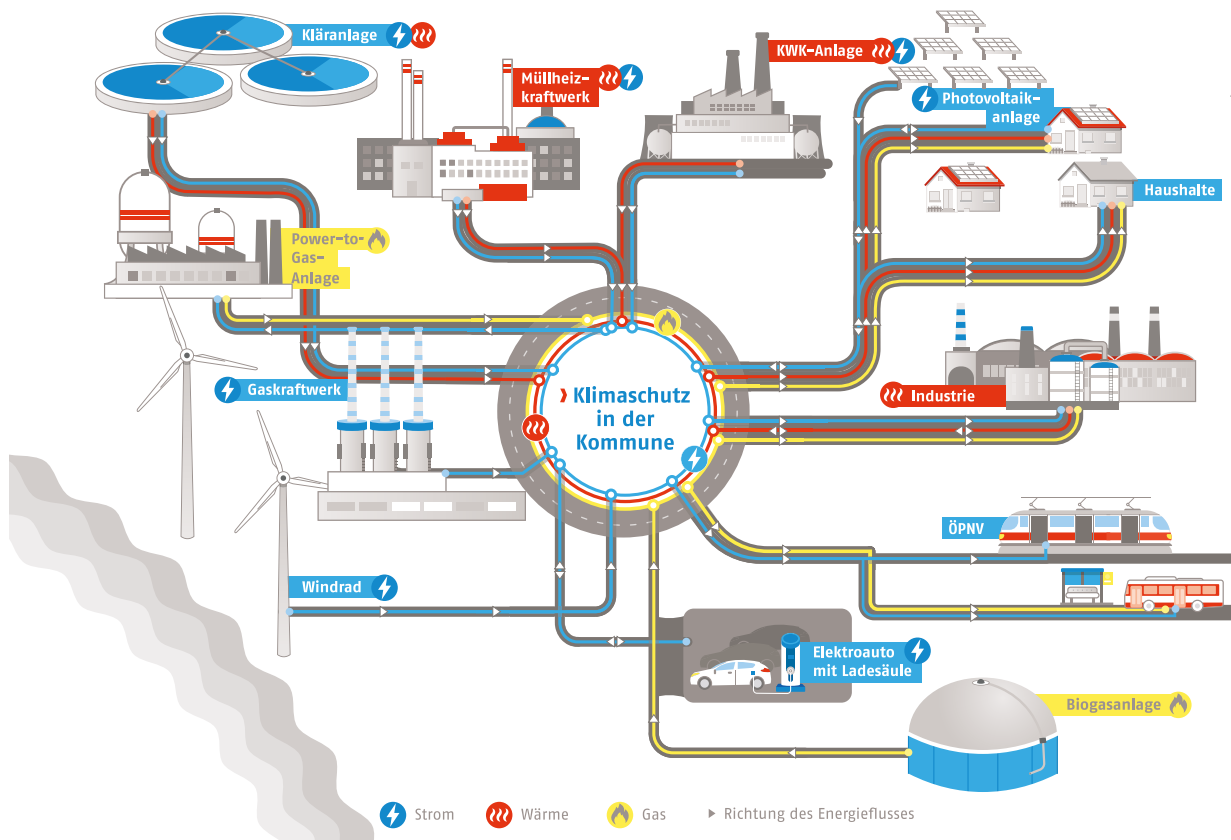 Kläranlage
Müllheiz-
kraftwerk
KWK-Anlage
Photovoltaik-
anlage
Haushalte
Power-to-
Gas-
Anlage
Gaskraftwerk
› Klimaschutz
in der
Kommune
Industrie
ÖPNV
Windrad
Elektroauto
mit Ladesäule
Biogasanlage
Strom
Wärme
Gas
Richtung des Energieflusses